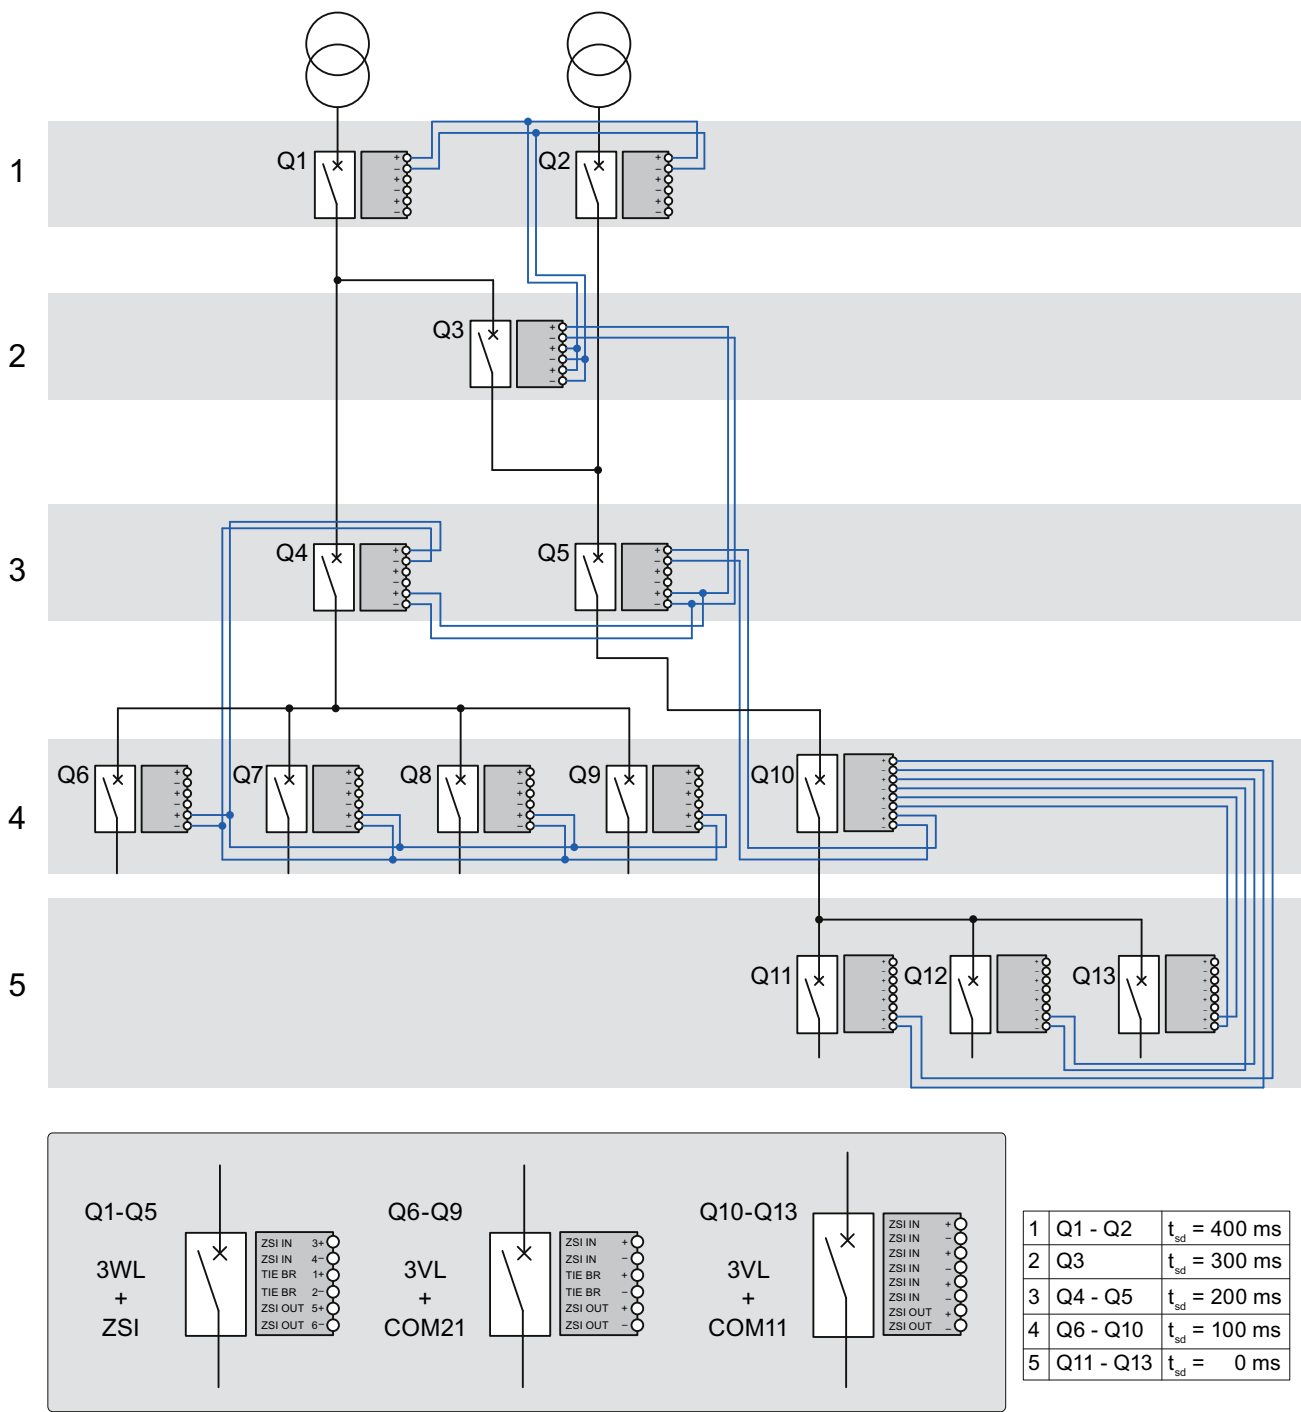 1
Q1
+
−
+
−
+
−
Q2
+
−
+
−
+
−
2
Q3
+
−
+
−
+
−
3
Q4
+
−
+
−
+
−
Q5
+
−
+
−
+
−
4
Q6
+
−
+
−
+
−
Q7
+
−
+
−
+
−
Q8
+
−
+
−
+
−
Q9
+
−
+
−
+
−
Q10
+
−
+
−
+
−
+
−
5
Q11
+
−
+
−
+
−
+
−
Q12
+
−
+
−
+
−
+
−
Q13
+
−
+
−
+
−
+
−
Q1-Q5
3WL
+
ZSI
ZSI IN 3+
ZSI IN 4−
TIE BR 1+
TIE BR 2−
ZSI OUT 5+
ZSI OUT 6−
Q6-Q9
3VL
+
COM21
ZSI IN +
ZSI IN −
TIE BR +
TIE BR −
ZSI OUT +
ZSI OUT −
Q10-Q13
3VL
+
COM11
ZSI IN +
ZSI IN −
ZSI IN +
ZSI IN −
ZSI IN +
ZSI IN −
ZSI OUT +
ZSI OUT −
1 Q1 - Q2 tsd = 400 ms
2 Q3 tsd = 300 ms
3 Q4 - Q5 tsd = 200 ms
4 Q6 - Q10 tsd = 100 ms
5 Q11 - Q13 tsd = 0 ms